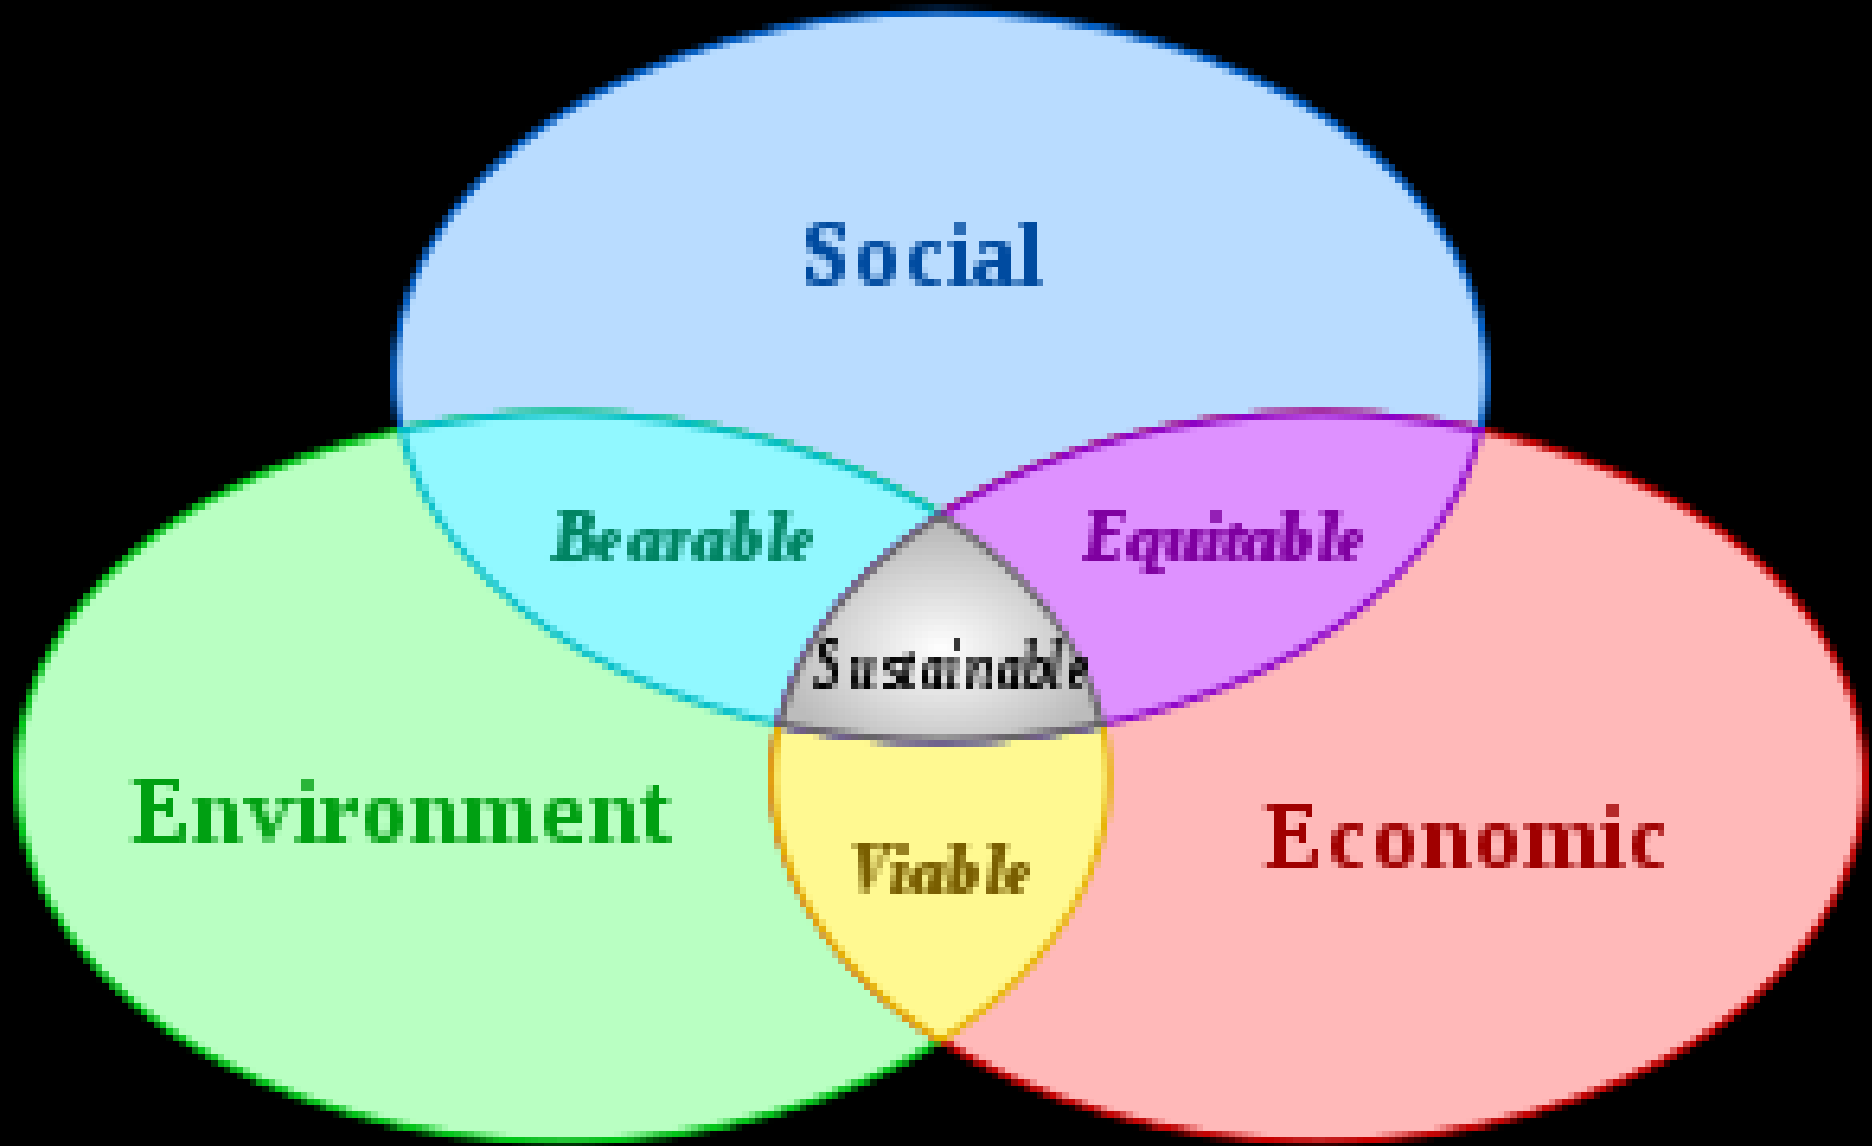 Social
Bearable
Equitable
Sustainable
Environment
Economic
Viable